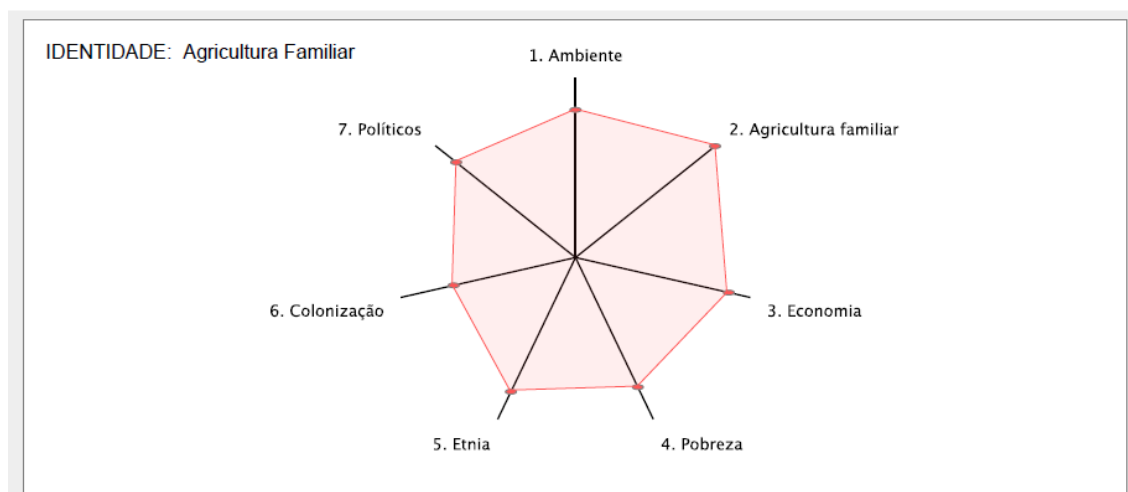 IDENTIDADE: Agricultura Familiar
1. Ambiente
2. Agricultura familiar
3. Economia
4. Pobreza
5. Etnia
6. Colonização
7. Políticos